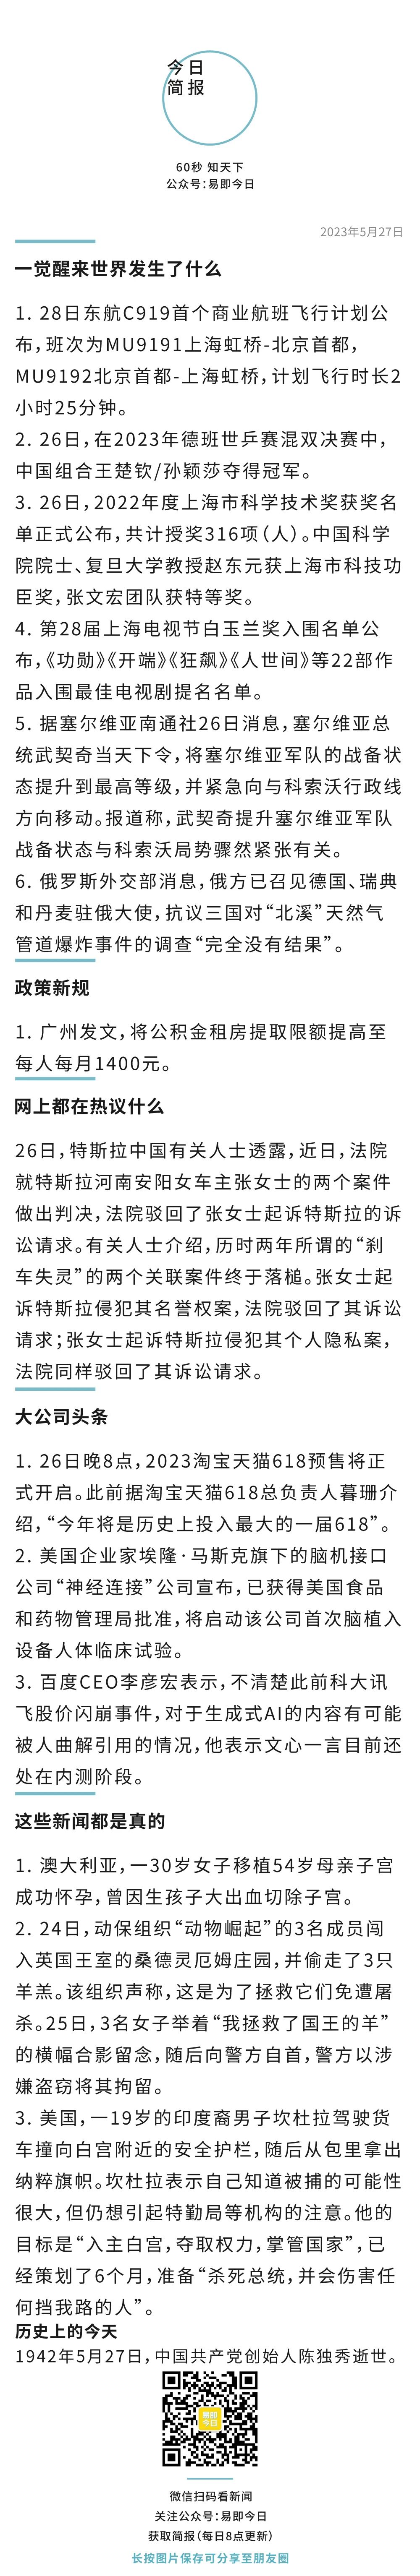 今日
简报
60秒 知天下
公众号：易即今日
2023年5月27日
一觉醒来世界发生了什么
1. 28日东航C919首个商业航班飞行计划公
布，班次为MU9191上海虹桥-北京首都，
MU9192北京首都-上海虹桥，计划飞行时长2
小时25分钟。
2. 26日，在2023年德班世乒赛混双决赛中，
中国组合王楚钦/孙颖莎夺得冠军。
3. 26日，2022年度上海市科学技术奖获奖名
单正式公布，共计授奖316项（人）。中国科学
院院士、复旦大学教授赵东元获上海市科技功
臣奖，张文宏团队获特等奖。
4. 第28届上海电视节白玉兰奖入围名单公
布，《功勋》《开端》《狂飙》《人世间》等22部作
品入围最佳电视剧提名名单。
5. 据塞尔维亚南通社26日消息，塞尔维亚总
统武契奇当天下令，将塞尔维亚军队的战备状
态提升到最高等级，并紧急向与科索沃行政线
方向移动。报道称，武契奇提升塞尔维亚军队
战备状态与科索沃局势骤然紧张有关。
6. 俄罗斯外交部消息，俄方已召见德国、瑞典
和丹麦驻俄大使，抗议三国对“北溪”天然气
管道爆炸事件的调查“完全没有结果”。
政策新规
1. 广州发文，将公积金租房提取限额提高至
每人每月1400元。
网上都在热议什么
26日，特斯拉中国有关人士透露，近日，法院
就特斯拉河南安阳女车主张女士的两个案件
做出判决，法院驳回了张女士起诉特斯拉的诉
讼请求。有关人士介绍，历时两年所谓的“刹
车失灵”的两个关联案件终于落槌。张女士起
诉特斯拉侵犯其名誉权案，法院驳回了其诉讼
请求；张女士起诉特斯拉侵犯其个人隐私案，
法院同样驳回了其诉讼请求。
大公司头条
1. 26日晚8点，2023淘宝天猫618预售将正
式开启。此前据淘宝天猫618总负责人暮珊介
绍，“今年将是历史上投入最大的一届618”。
2. 美国企业家埃隆·马斯克旗下的脑机接口
公司“神经连接”公司宣布，已获得美国食品
和药物管理局批准，将启动该公司首次脑植入
设备人体临床试验。
3. 百度CEO李彦宏表示，不清楚此前科大讯
飞股价闪崩事件，对于生成式AI的内容有可能
被人曲解引用的情况，他表示文心一言目前还
处在内测阶段。
这些新闻都是真的
1. 澳大利亚，一30岁女子移植54岁母亲子宫
成功怀孕，曾因生孩子大出血切除子宫。
2. 24日，动保组织“动物崛起”的3名成员闯
入英国王室的桑德灵厄姆庄园，并偷走了3只
羊羔。该组织声称，这是为了拯救它们免遭屠
杀。25日，3名女子举着“我拯救了国王的羊”
的横幅合影留念，随后向警方自首，警方以涉
嫌盗窃将其拘留。
3. 美国，一19岁的印度裔男子坎杜拉驾驶货
车撞向白宫附近的安全护栏，随后从包里拿出
纳粹旗帜。坎杜拉表示自己知道被捕的可能性
很大，但仍想引起特勤局等机构的注意。他的
目标是“入主白宫，夺取权力，掌管国家”，已
经策划了6个月，准备“杀死总统，并会伤害任
何挡我路的人”。
历史上的今天
1942年5月27日，中国共产党创始人陈独秀逝世。
易即
今日
微信扫码看新闻
关注公众号：易即今日
获取简报（每日8点更新）
长按图片保存可分享至朋友圈